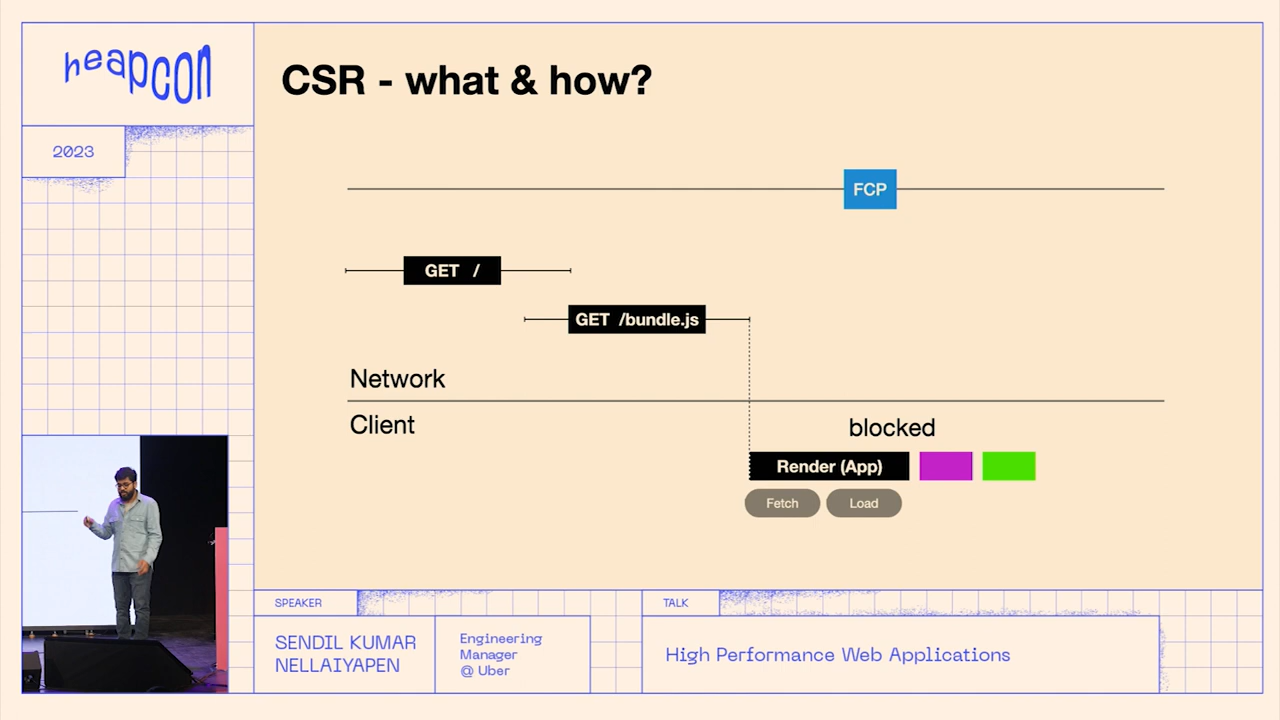 heapcon
2023
CSR - what & how?
FCP
GET /
GET /bundle.js
Network
Client
blocked
Render (App)
Fetch
Load
SPEAKER
SENDIL KUMAR
NELLAIYAPEN
Engineering
Manager
@ Uber
TALK
High Performance Web Applications